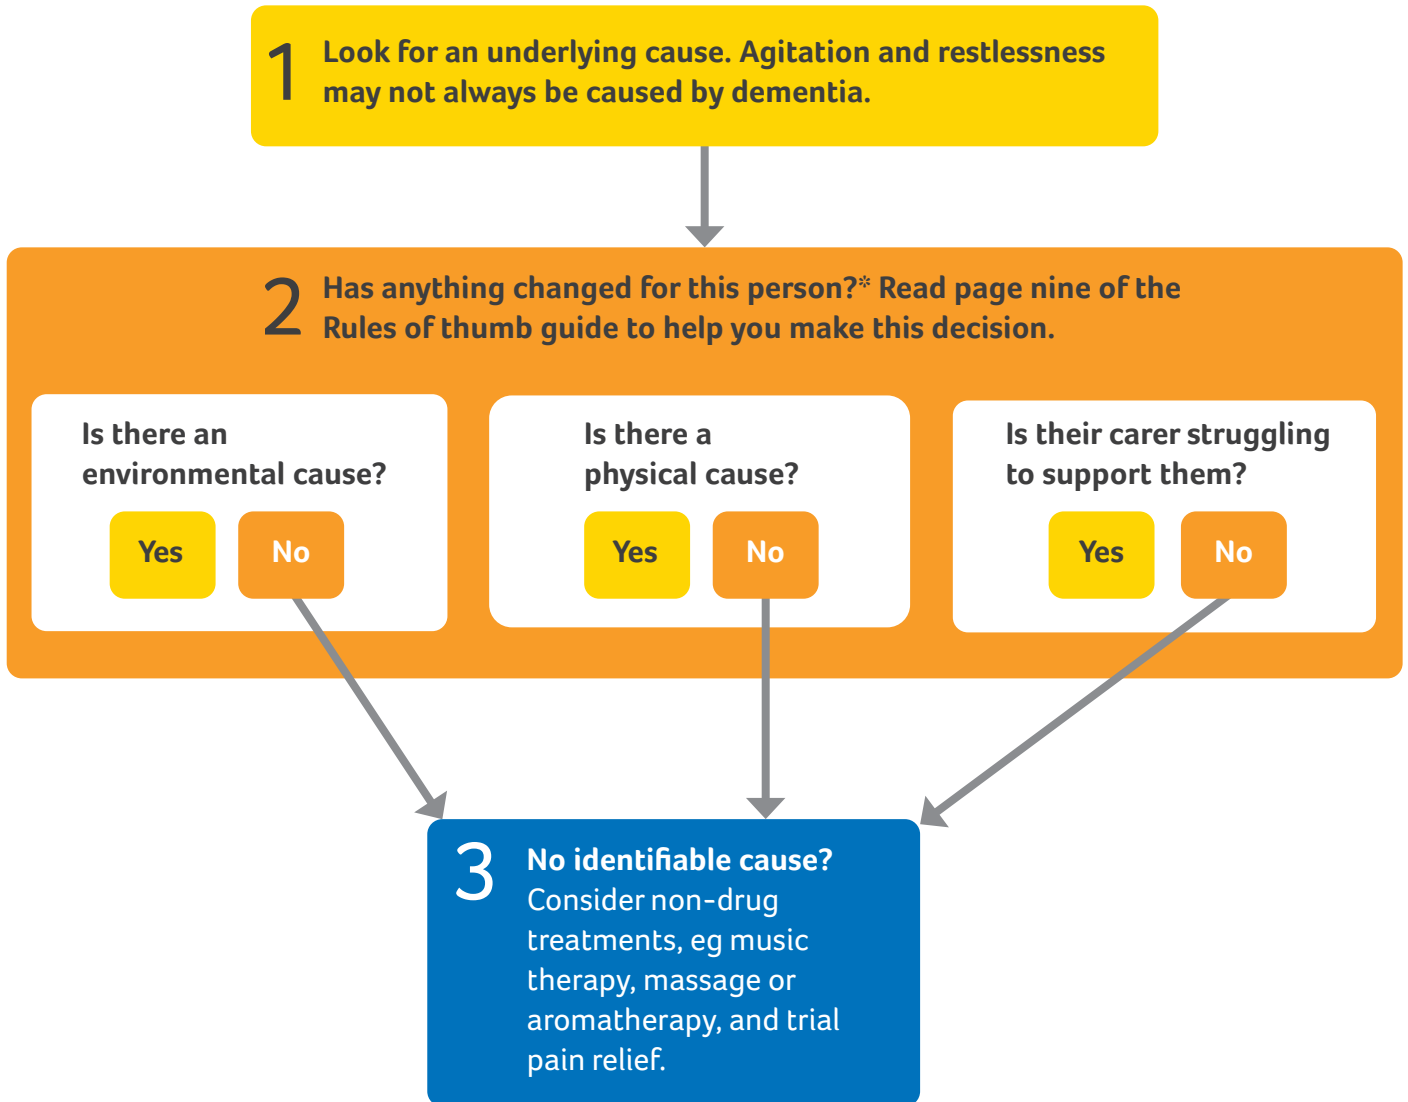 1
Look for an underlying cause. Agitation and restlessness
may not always be caused by dementia.
2
Has anything changed for this person?* Read page nine of the
Rules of thumb guide to help you make this decision.
Is there an
environmental cause?
Yes
No
Is there a
physical cause?
Yes
No
Is their carer struggling
to support them?
Yes
No
3
No identifiable cause?
Consider non-drug
treatments, eg music
therapy, massage or
aromatherapy, and trial
pain relief.